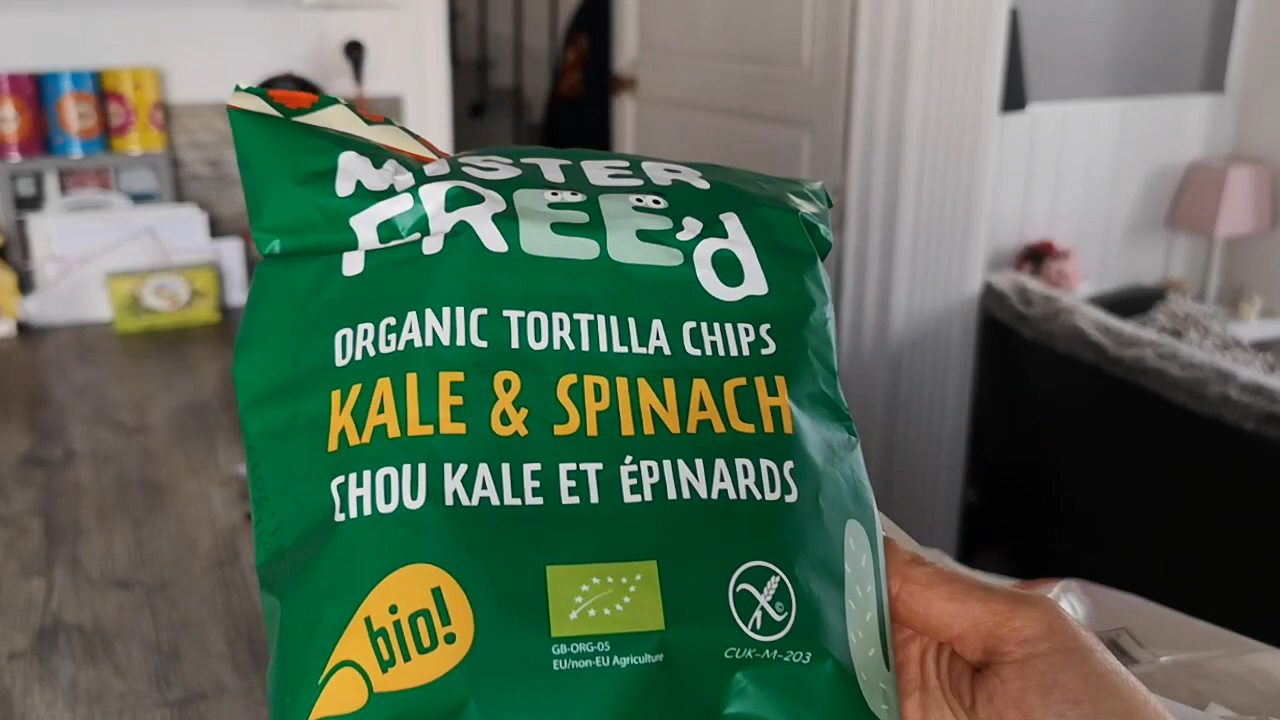 MISTER
FREE'd
ORGANIC TORTILLA CHIPS
KALE & SPINACH
CHOU KALE ET ÉPINARDS
bio!
GB-ORG-05
EU/non-EU Agriculture
CUK-M-203